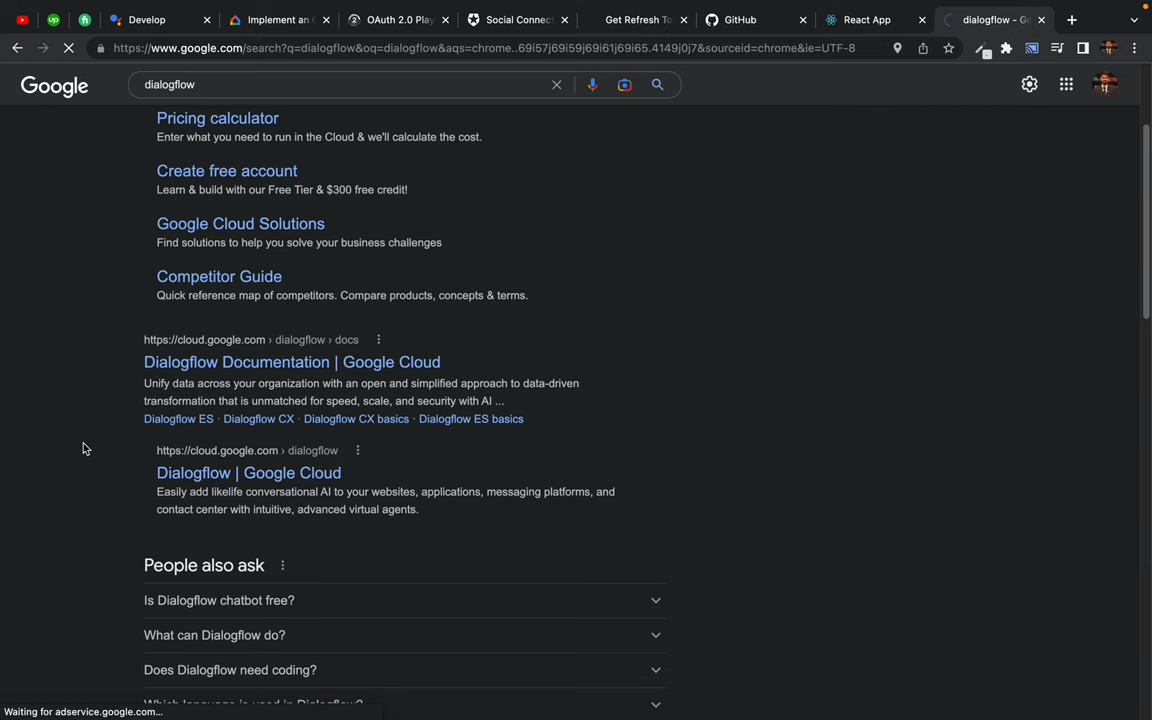 Develop
Implement an O
OAuth 2.0 Play
Social Connect
Get Refresh To
GitHub
React App
dialogflow - Go
https://www.google.com/search?q=dialogflow&oq=dialogflow&aqs=chrome..69i57j69i59j69i61j69i65.4149j0j7&sourceid=chrome&ie=UTF-8
Google
dialogflow
Pricing calculator
Enter what you need to run in the Cloud & we'll calculate the cost.
Create free account
Learn & build with our Free Tier & $300 free credit!
Google Cloud Solutions
Find solutions to help you solve your business challenges
Competitor Guide
Quick reference map of competitors. Compare products, concepts & terms.
https://cloud.google.com › dialogflow › docs
Dialogflow Documentation | Google Cloud
Unify data across your organization with an open and simplified approach to data-driven
transformation that is unmatched for speed, scale, and security with AI ...
Dialogflow ES · Dialogflow CX · Dialogflow CX basics · Dialogflow ES basics
https://cloud.google.com › dialogflow
Dialogflow | Google Cloud
Easily add likelife conversational AI to your websites, applications, messaging platforms, and
contact center with intuitive, advanced virtual agents.
People also ask
Is Dialogflow chatbot free?
What can Dialogflow do?
Does Dialogflow need coding?
Which language is used in Dialogflow?
Waiting for adservice.google.com...